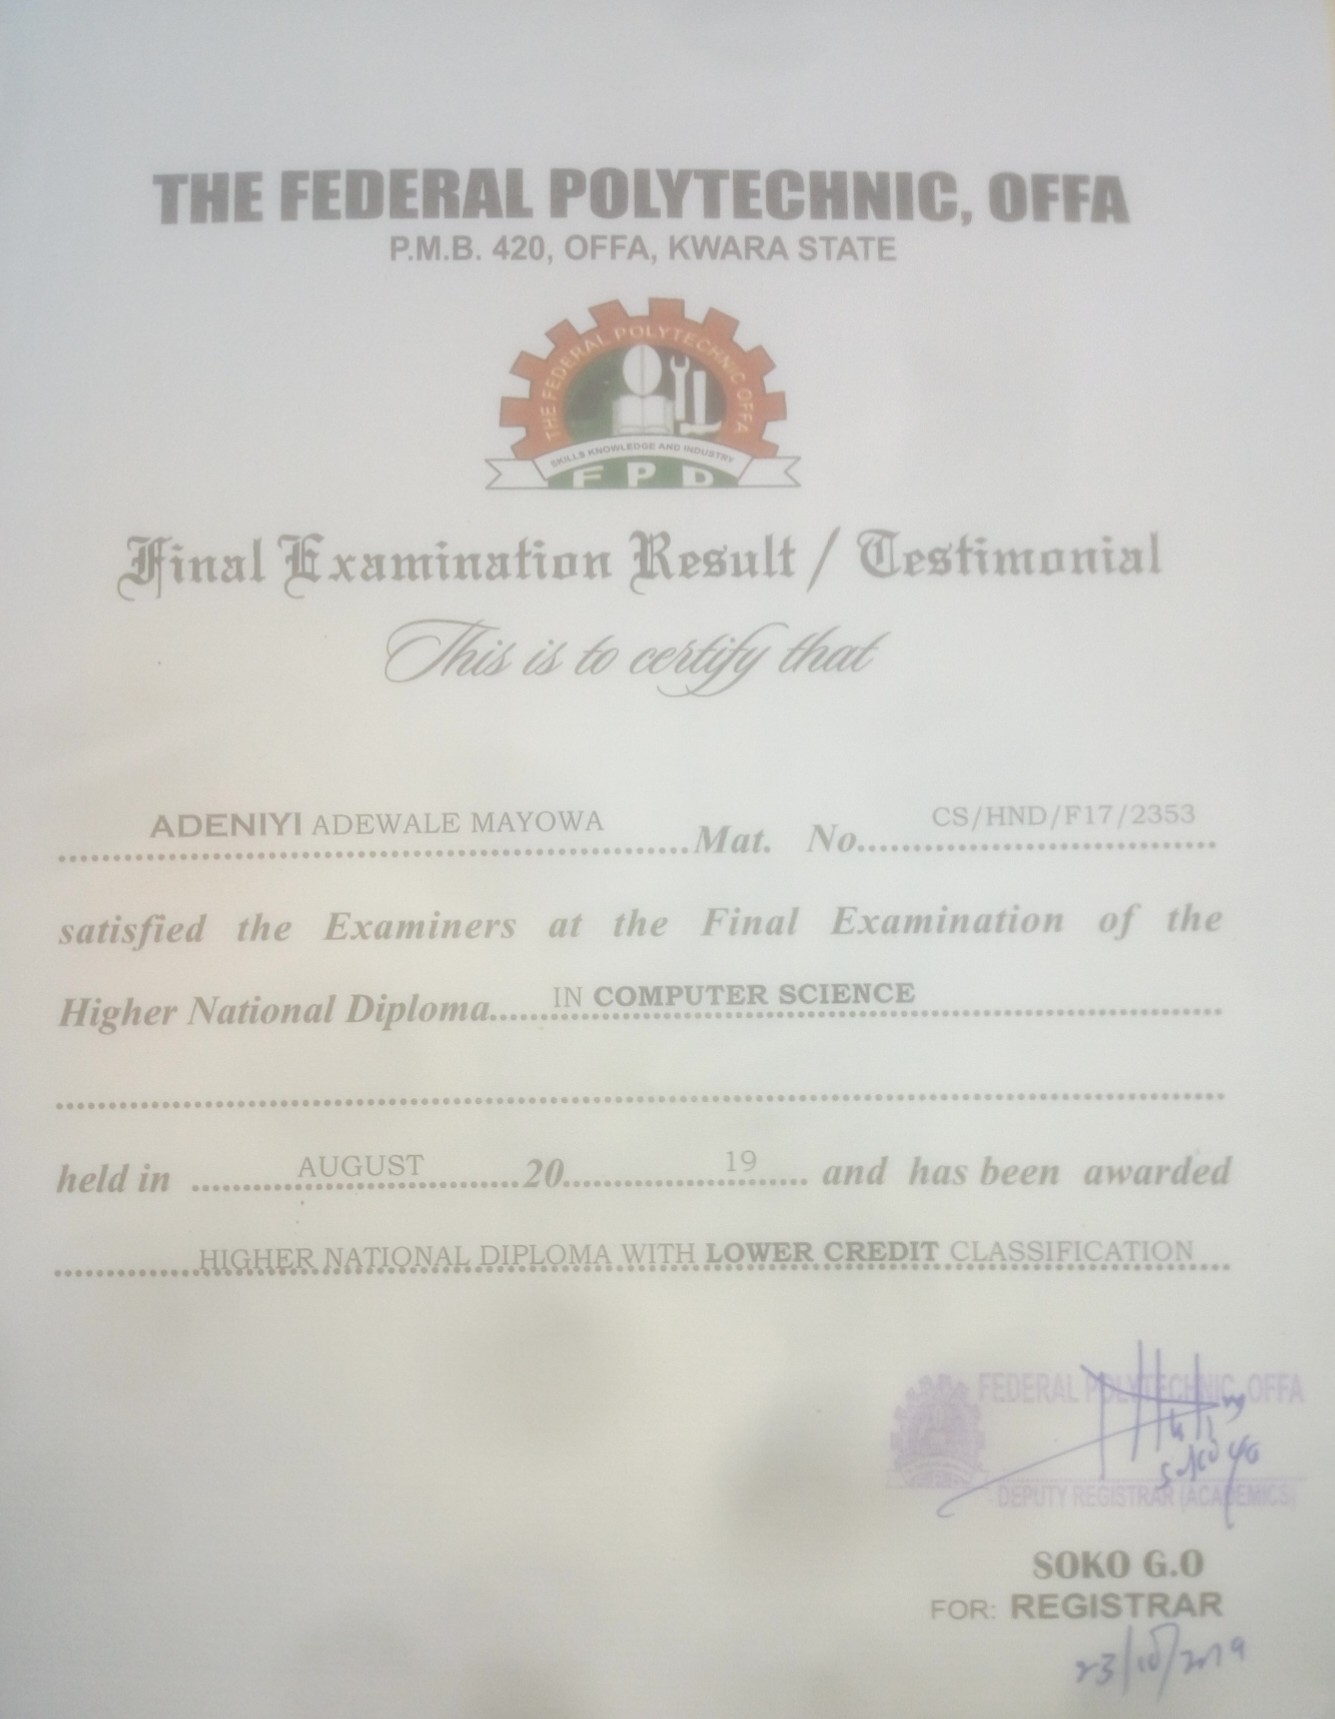 THE FEDERAL POLYTECHNIC, OFFA
P.M.B. 420, OFFA, KWARA STATE
THE FEDERAL POLYTECHNIC OFFA
SKILLS KNOWLEDGE AND INDUSTRY
FPD
Final Examination Result / Testimonial
This is to certify that
ADENIYI ADEWALE MAYOWA Mat. No. CS/HND/F17/2353
satisfied the Examiners at the Final Examination of the
Higher National Diploma IN COMPUTER SCIENCE
held in AUGUST 20 19 and has been awarded
HIGHER NATIONAL DIPLOMA WITH LOWER CREDIT CLASSIFICATION
FEDERAL POLYTECHNIC, OFFA
DEPUTY REGISTRAR (ACADEMICS)
SOKO G.O
FOR: REGISTRAR
23/10/2019